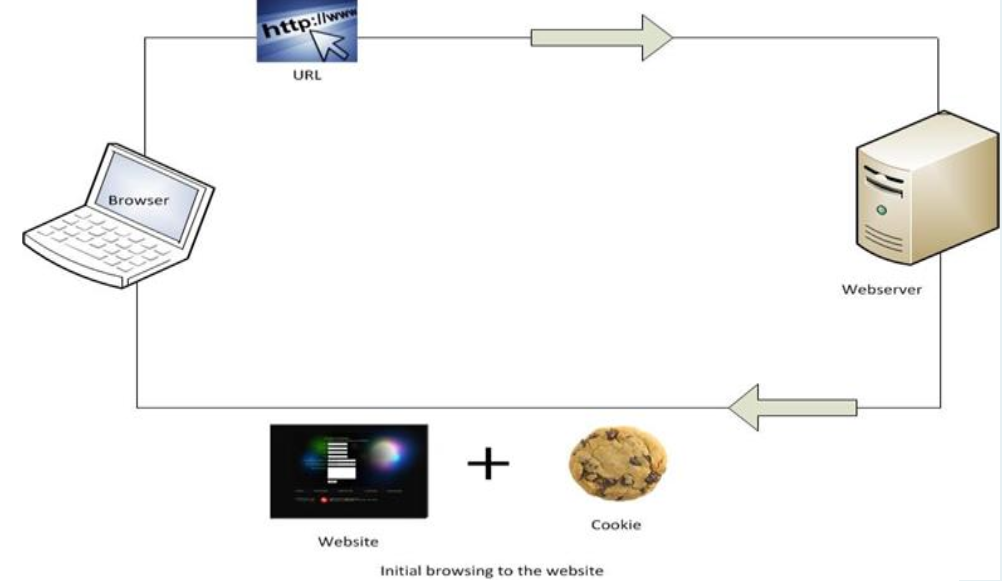 http://www
URL
Browser
Webserver
Website
Cookie
Initial browsing to the website